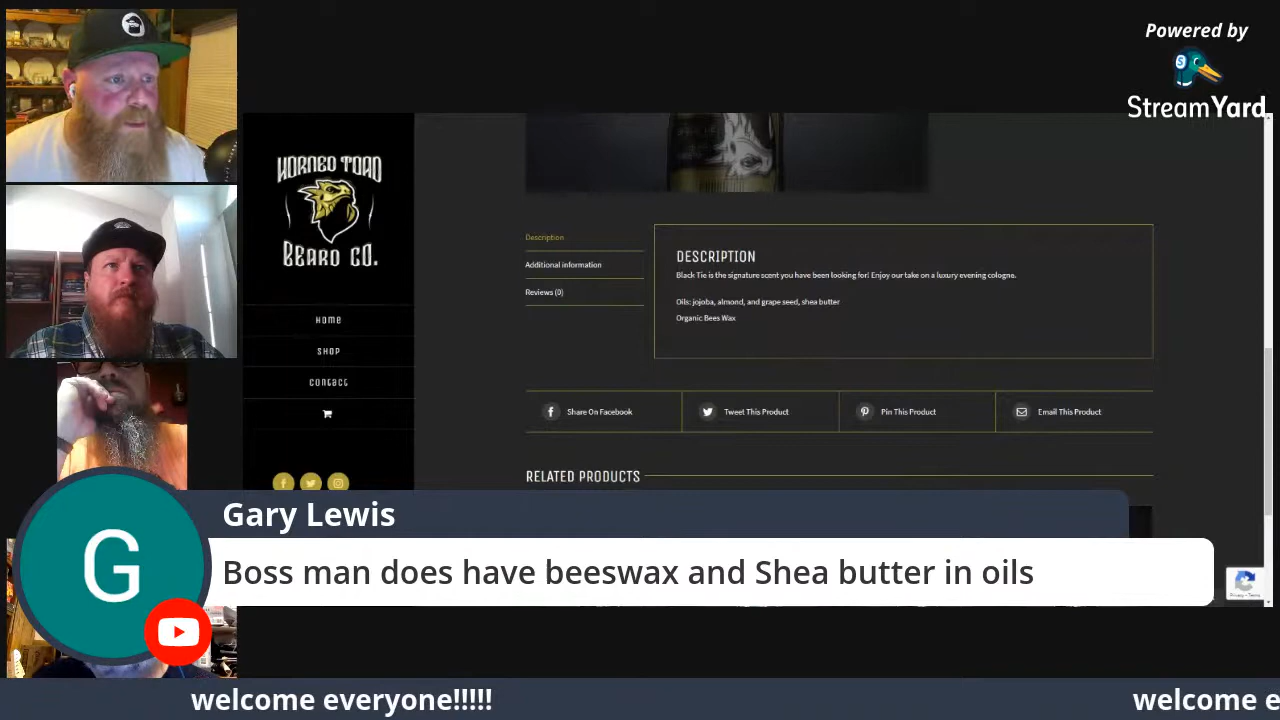 Powered by
StreamYard
HORNED TOAD
BEARD CO.
Home
SHOP
Contact
Description
Additional information
Reviews (0)
DESCRIPTION
Black Tie is the signature scent you have been looking for! Enjoy our take on a luxury evening cologne.
Oils: jojoba, almond, and grape seed, shea butter
Organic Bees Wax
Share On Facebook
Tweet This Product
Pin This Product
Email This Product
RELATED PRODUCTS
G
Gary Lewis
Boss man does have beeswax and Shea butter in oils
Privacy - Terms
welcome everyone!!!!!
welcome e